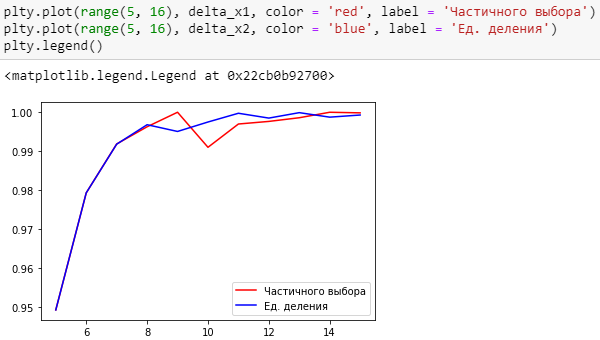 plty.plot(range(5, 16), delta_x1, color = 'red', label = 'Частичного выбора')
plty.plot(range(5, 16), delta_x2, color = 'blue', label = 'Ед. деления')
plty.legend()
<matplotlib.legend.Legend at 0x22cb0b92700>
1.00
0.99
0.98
0.97
0.96
0.95
Частичного выбора
Ед. деления
6 8 10 12 14